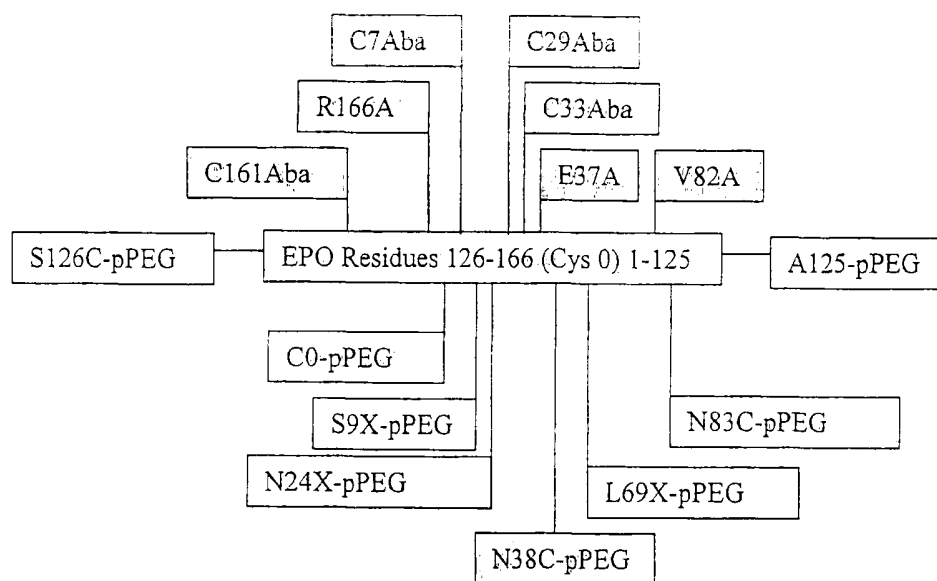 C7Aba
C29Aba
R166A
C33Aba
C161Aba
E37A
V82A
S126C-pPEG
EPO Residues 126-166 (Cys 0) 1-125
A125-pPEG
C0-pPEG
S9X-pPEG
N83C-pPEG
N24X-pPEG
L69X-pPEG
N38C-pPEG